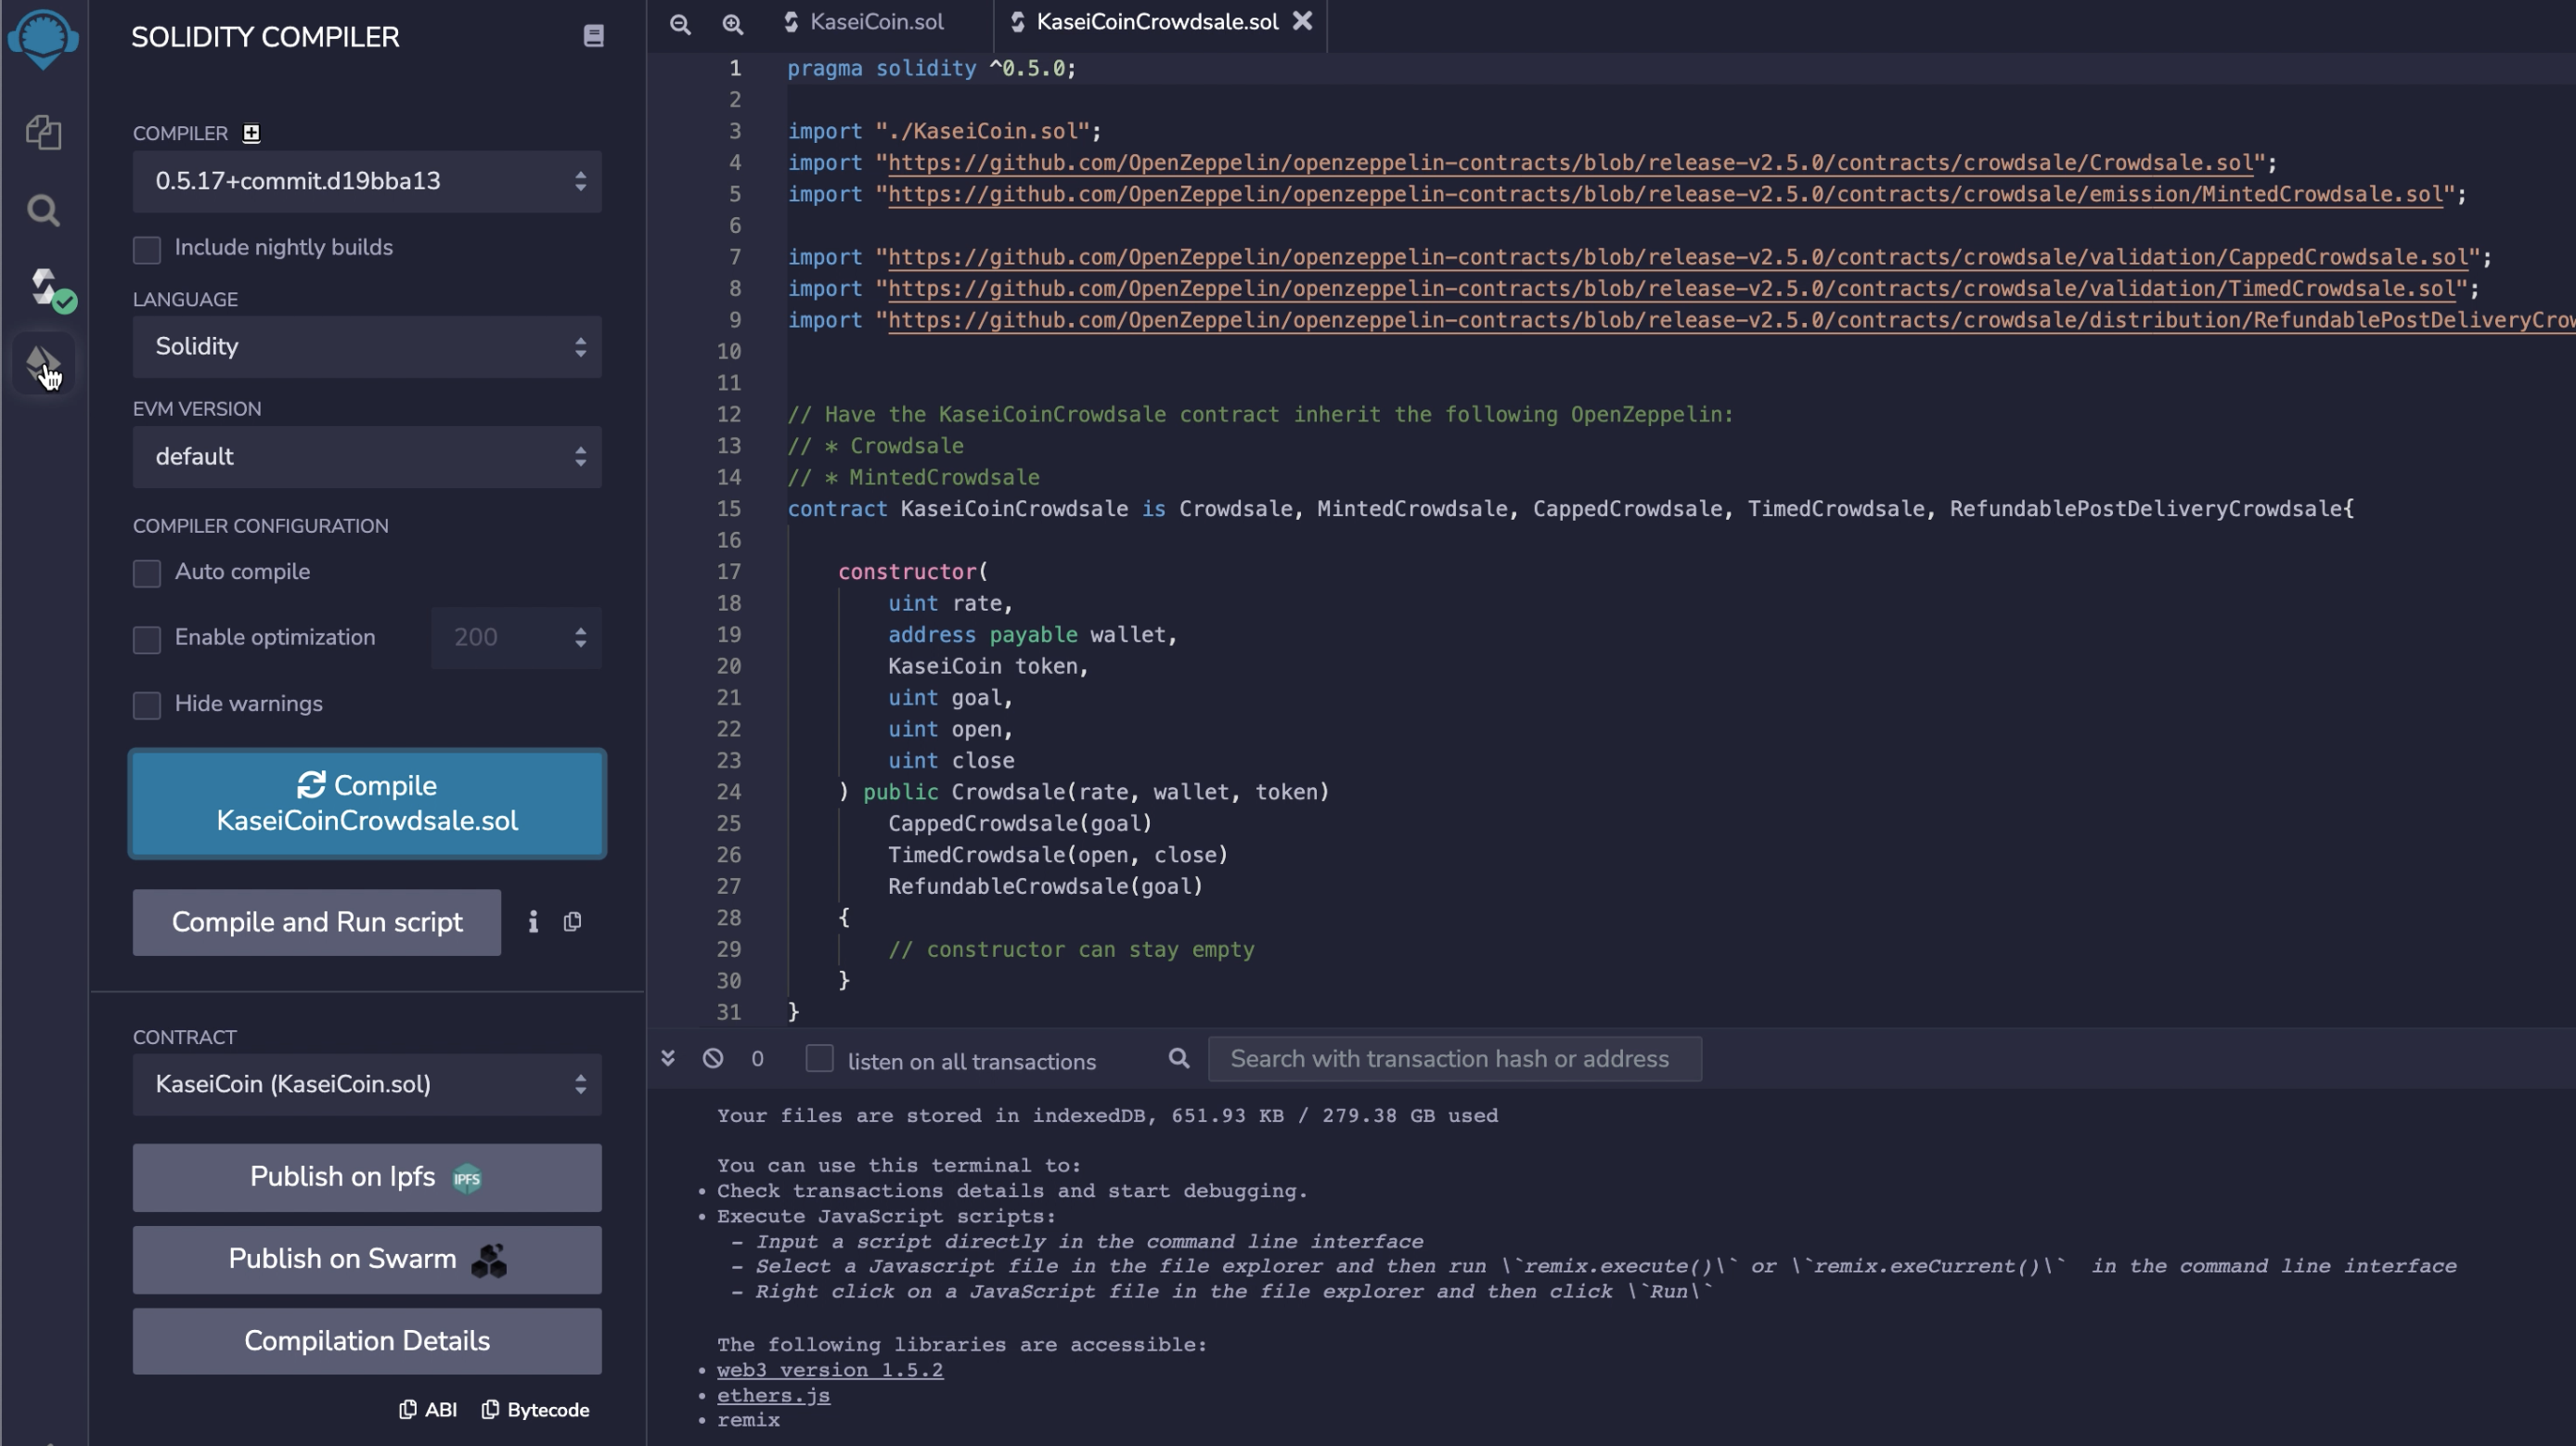 SOLIDITY COMPILER
COMPILER
0.5.17+commit.d19bba13
Include nightly builds
LANGUAGE
Solidity
EVM VERSION
default
COMPILER CONFIGURATION
Auto compile
Enable optimization 200
Hide warnings
Compile
KaseiCoinCrowdsale.sol
Compile and Run script
CONTRACT
KaseiCoin (KaseiCoin.sol)
Publish on Ipfs IPFS
Publish on Swarm
Compilation Details
ABI Bytecode
KaseiCoin.sol KaseiCoinCrowdsale.sol
1 pragma solidity ^0.5.0;
2
3 import "./KaseiCoin.sol";
4 import "https://github.com/OpenZeppelin/openzeppelin-contracts/blob/release-v2.5.0/contracts/crowdsale/Crowdsale.sol";
5 import "https://github.com/OpenZeppelin/openzeppelin-contracts/blob/release-v2.5.0/contracts/crowdsale/emission/MintedCrowdsale.sol";
6
7 import "https://github.com/OpenZeppelin/openzeppelin-contracts/blob/release-v2.5.0/contracts/crowdsale/validation/CappedCrowdsale.sol";
8 import "https://github.com/OpenZeppelin/openzeppelin-contracts/blob/release-v2.5.0/contracts/crowdsale/validation/TimedCrowdsale.sol";
9 import "https://github.com/OpenZeppelin/openzeppelin-contracts/blob/release-v2.5.0/contracts/crowdsale/distribution/RefundablePostDeliveryCrow
10
11
12 // Have the KaseiCoinCrowdsale contract inherit the following OpenZeppelin:
13 // * Crowdsale
14 // * MintedCrowdsale
15 contract KaseiCoinCrowdsale is Crowdsale, MintedCrowdsale, CappedCrowdsale, TimedCrowdsale, RefundablePostDeliveryCrowdsale{
16
17 constructor(
18 uint rate,
19 address payable wallet,
20 KaseiCoin token,
21 uint goal,
22 uint open,
23 uint close
24 ) public Crowdsale(rate, wallet, token)
25 CappedCrowdsale(goal)
26 TimedCrowdsale(open, close)
27 RefundableCrowdsale(goal)
28 {
29 // constructor can stay empty
30 }
31 }
0 listen on all transactions Search with transaction hash or address
Your files are stored in indexedDB, 651.93 KB / 279.38 GB used
You can use this terminal to:
• Check transactions details and start debugging.
• Execute JavaScript scripts:
- Input a script directly in the command line interface
- Select a Javascript file in the file explorer and then run \`remix.execute()\` or \`remix.exeCurrent()\` in the command line interface
- Right click on a JavaScript file in the file explorer and then click \`Run\`
The following libraries are accessible:
• web3 version 1.5.2
• ethers.js
• remix